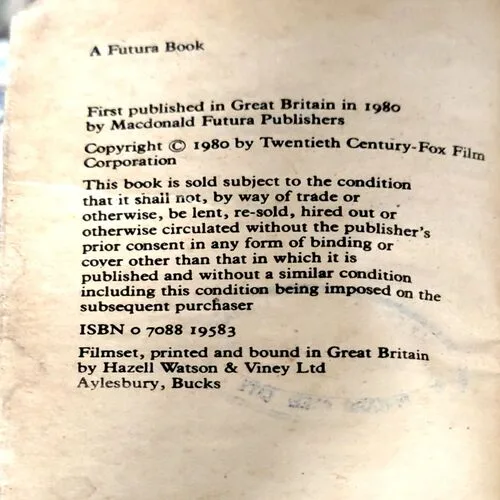 A Futura Book
First published in Great Britain in 1980
by Macdonald Futura Publishers
Copyright © 1980 by Twentieth Century-Fox Film
Corporation
This book is sold subject to the condition
that it shall not, by way of trade or
otherwise, be lent, re-sold, hired out or
otherwise circulated without the publisher's
prior consent in any form of binding or
cover other than that in which it is
published and without a similar condition
including this condition being imposed on the
subsequent purchaser
ISBN 0 7088 19583
Filmset, printed and bound in Great Britain
by Hazell Watson & Viney Ltd
Aylesbury, Bucks